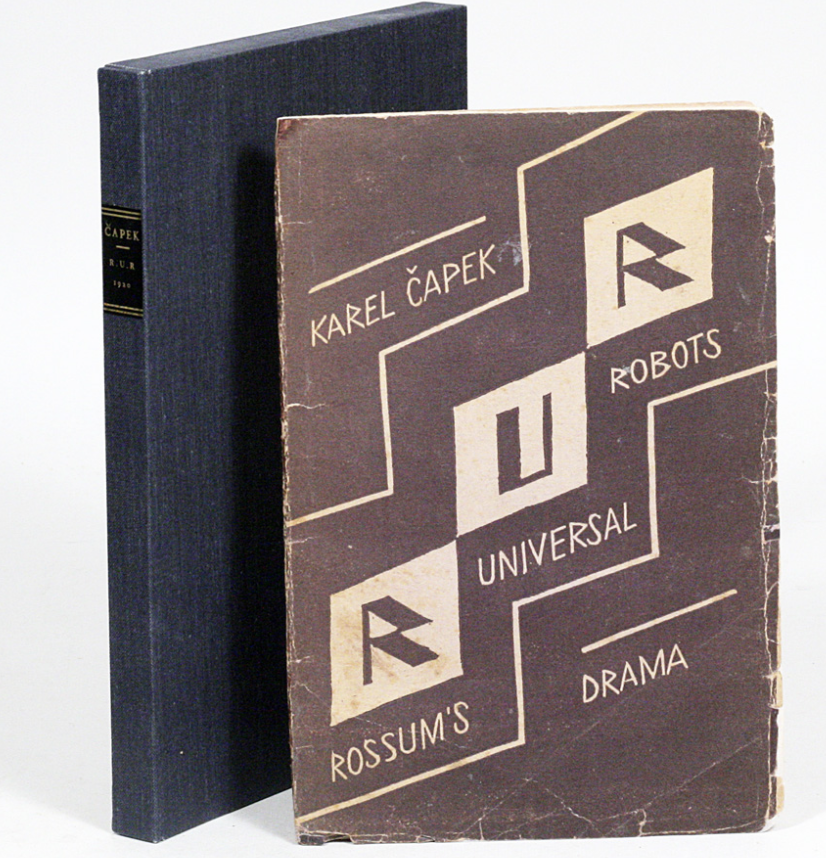 ČAPEK
R.U.R
1920
KAREL ČAPEK
R
ROBOTS
U
UNIVERSAL
R
ROSSUM'S
DRAMA